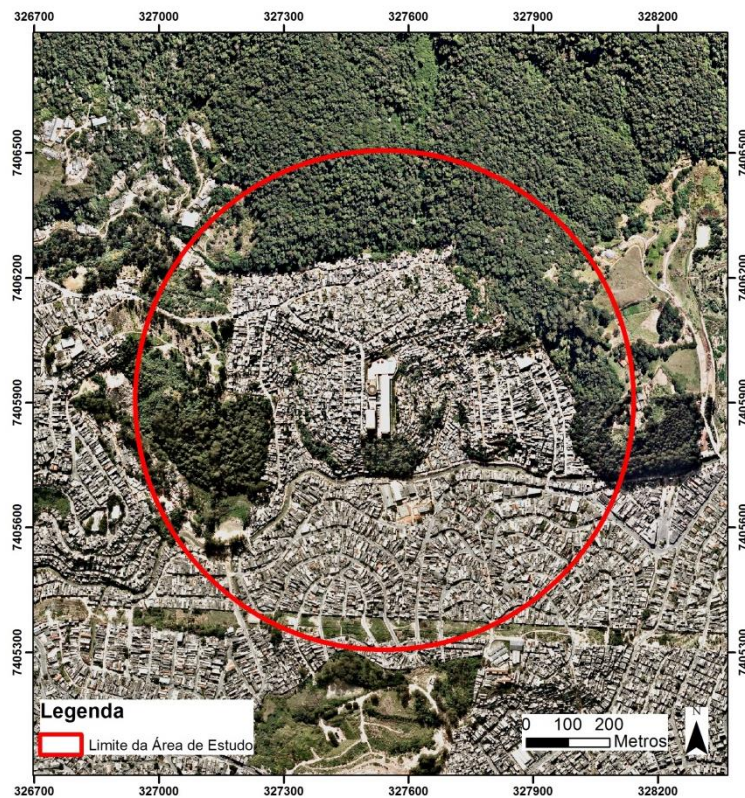 326700 327000 327300 327600 327900 328200
7406500 7406500
7406200 7406200
7405900 7405900
7405600 7405600
7405300 7405300
Legenda
Limite da Área de Estudo
0 100 200
Metros
N
326700 327000 327300 327600 327900 328200